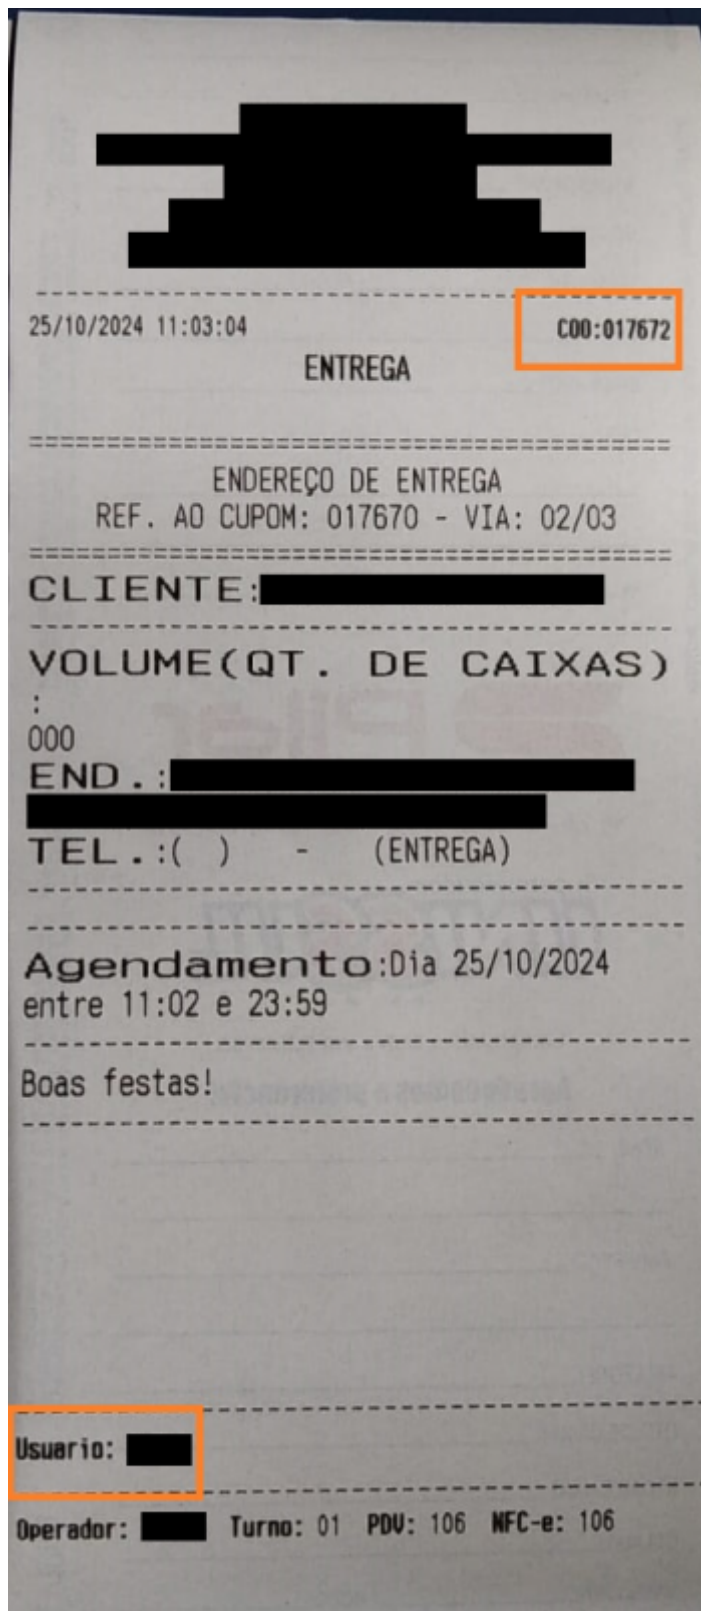 25/10/2024 11:03:04 COO:017672
ENTREGA
=========================================
ENDEREÇO DE ENTREGA
REF. AO CUPOM: 017670 - VIA: 02/03
=========================================
CLIENTE:
VOLUME(QT. DE CAIXAS)
:
000
END.:
TEL.:( ) - (ENTREGA)
Agendamento:Dia 25/10/2024
entre 11:02 e 23:59
Boas festas!
Usuario:
Operador: Turno: 01 PDV: 106 NFC-e: 106